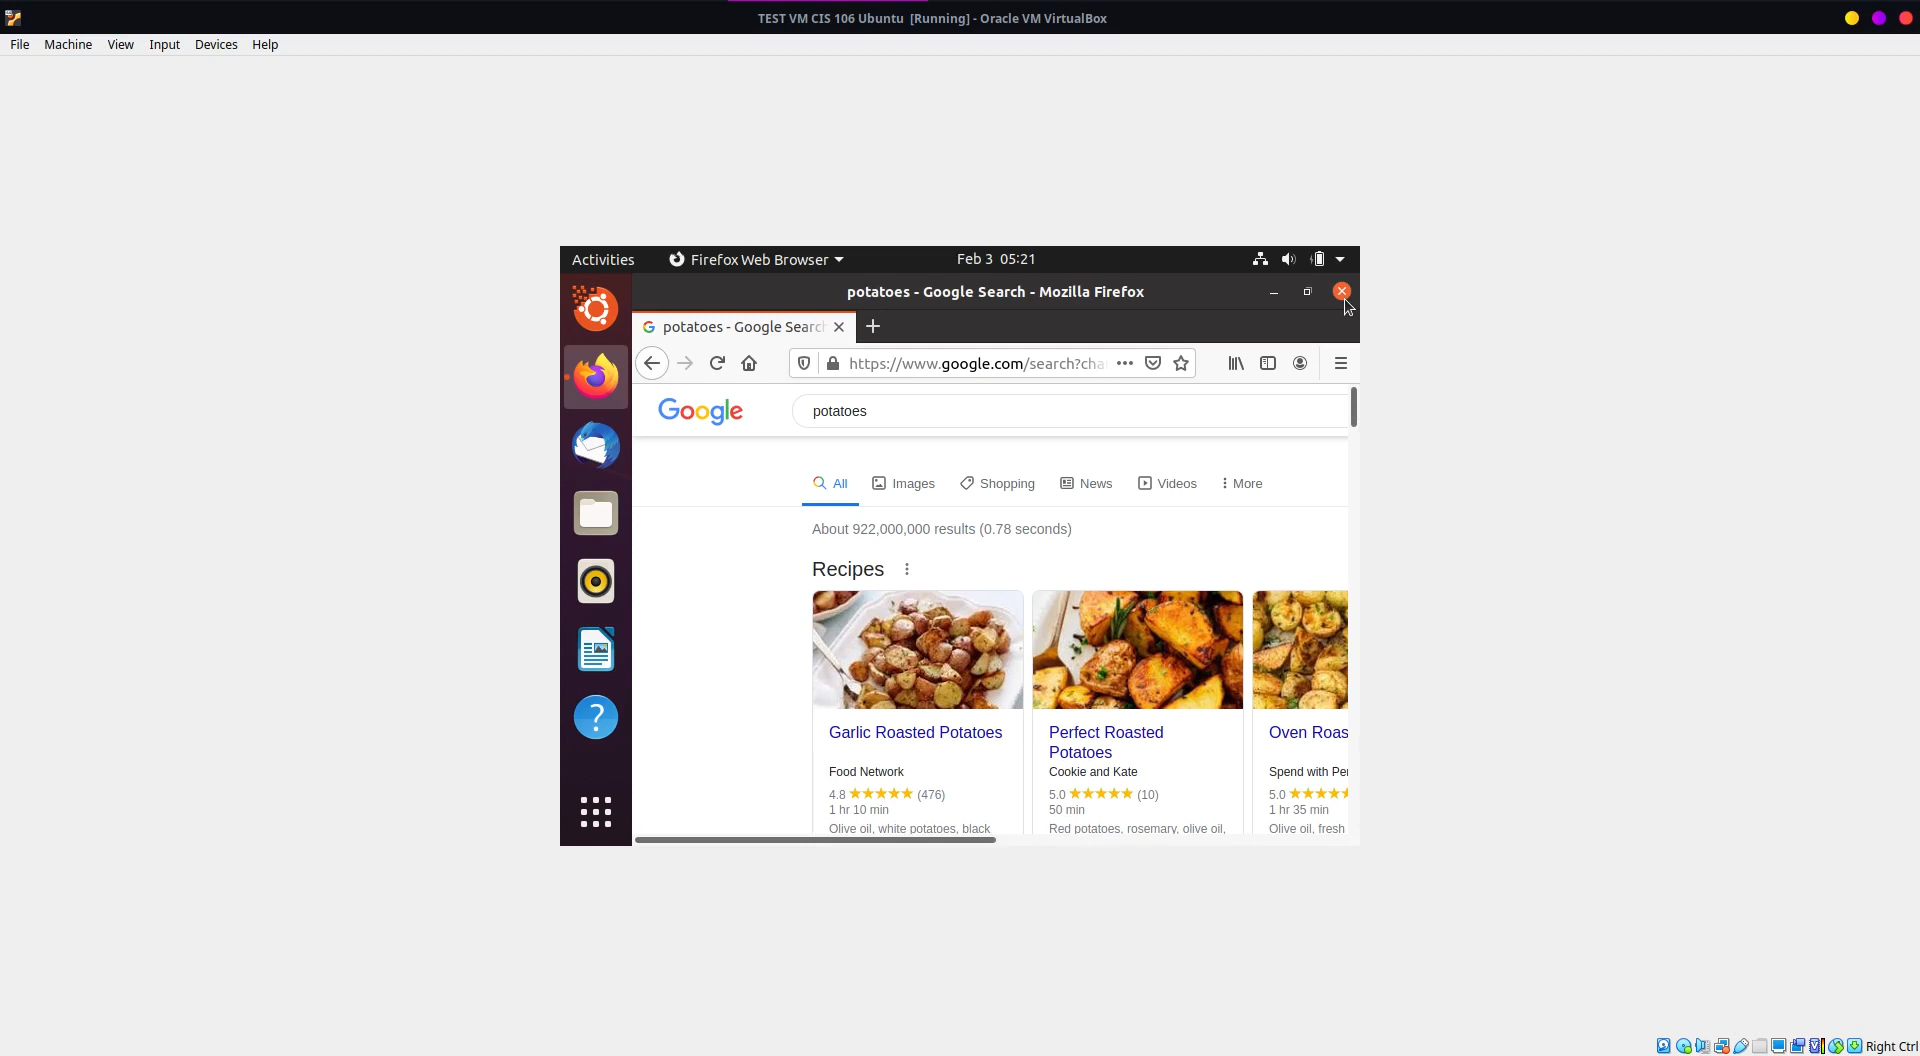 TEST VM CIS 106 Ubuntu [Running] - Oracle VM VirtualBox
File Machine View Input Devices Help
Activities Firefox Web Browser Feb 3 05:21
potatoes - Google Search - Mozilla Firefox
potatoes - Google Search
https://www.google.com/search?cha
Google potatoes
All Images Shopping News Videos More
About 922,000,000 results (0.78 seconds)
Recipes
Garlic Roasted Potatoes
Food Network
4.8 ★★★★★ (476)
1 hr 10 min
Olive oil, white potatoes, black
Perfect Roasted
Potatoes
Cookie and Kate
5.0 ★★★★★ (10)
50 min
Red potatoes, rosemary, olive oil,
Oven Roas
Spend with Pe
5.0 ★★★★★
1 hr 35 min
Olive oil, fresh
Right Ctrl